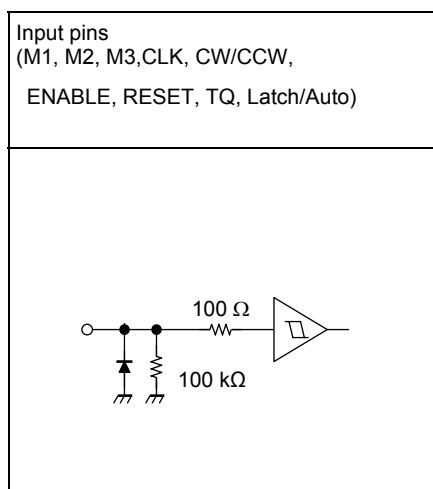 Input pins
(M1, M2, M3,CLK, CW/CCW,
ENABLE, RESET, TQ, Latch/Auto)
100 Ω
100 kΩ